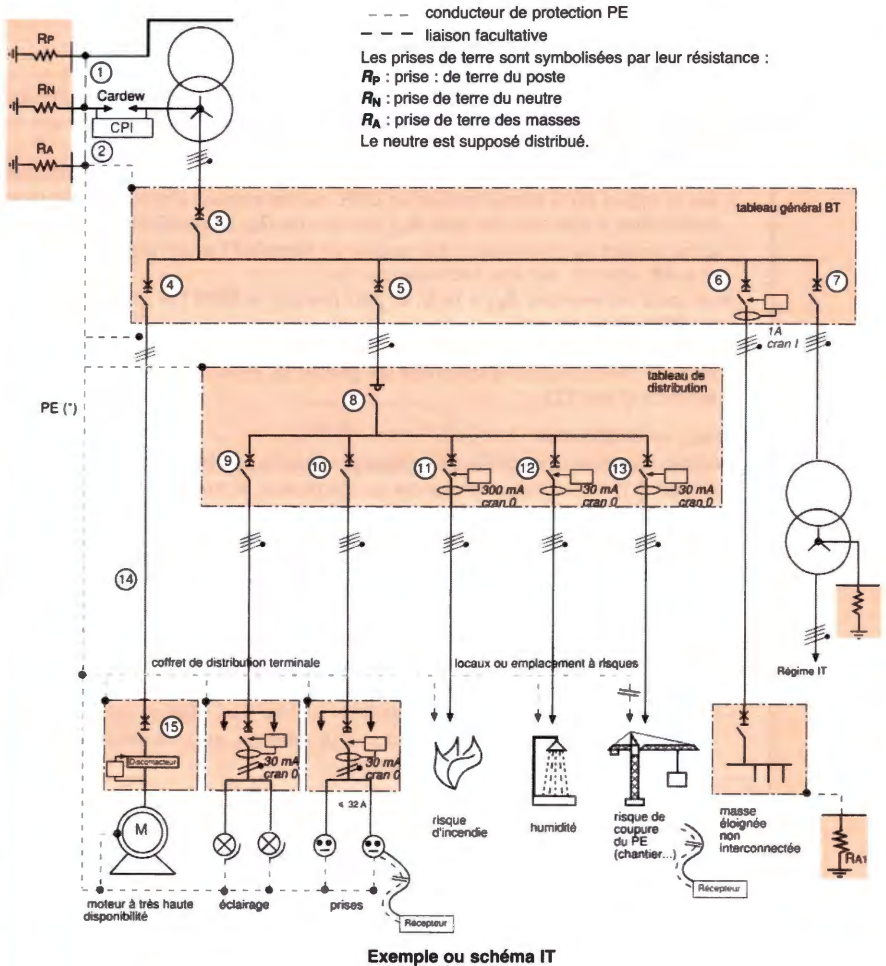 conducteur de protection PE
liaison facultative
Les prises de terre sont symbolisées par leur résistance :
RP : prise : de terre du poste
RN : prise de terre du neutre
RA : prise de terre des masses
Le neutre est supposé distribué.
RP
1
RN
Cardew
CPI
RA
2
tableau général BT
3
4
5
6
7
1A
cran I
tableau de
distribution
8
PE (*)
9
10
11
12
13
300 mA
cran 0
30 mA
cran 0
30 mA
cran 0
14
coffret de distribution terminale
locaux ou emplacement à risques
Régime IT
15
Discontacteur
30 mA
cran 0
30 mA
cran 0
≤ 32 A
M
risque
d'incendie
humidité
risque de
coupure
du PE
(chantier...)
masse
éloignée
non
interconnectée
RA1
moteur à très haute
disponibilité
éclairage
prises
Récepteur
Récepteur
Exemple ou schéma IT